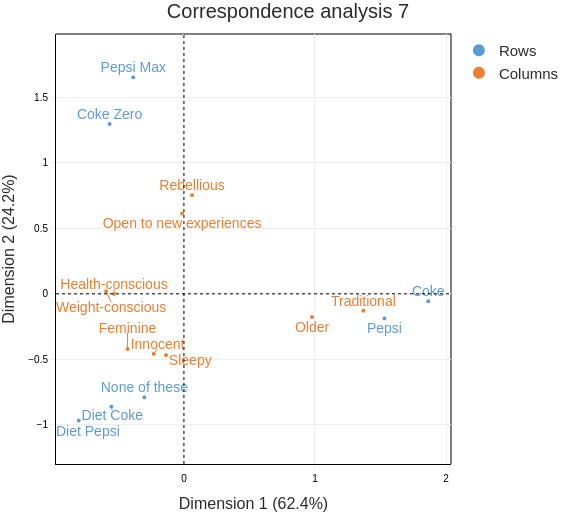 Correspondence analysis 7
Rows
Columns
Pepsi Max
Coke Zero
Rebellious
Open to new experiences
Health-conscious
Weight-conscious
Feminine
Innocent
Sleepy
Coke
Traditional
Older
Pepsi
None of these
Diet Coke
Diet Pepsi
1.5
1
0.5
0
−0.5
−1
0
1
2
Dimension 1 (62.4%)
Dimension 2 (24.2%)